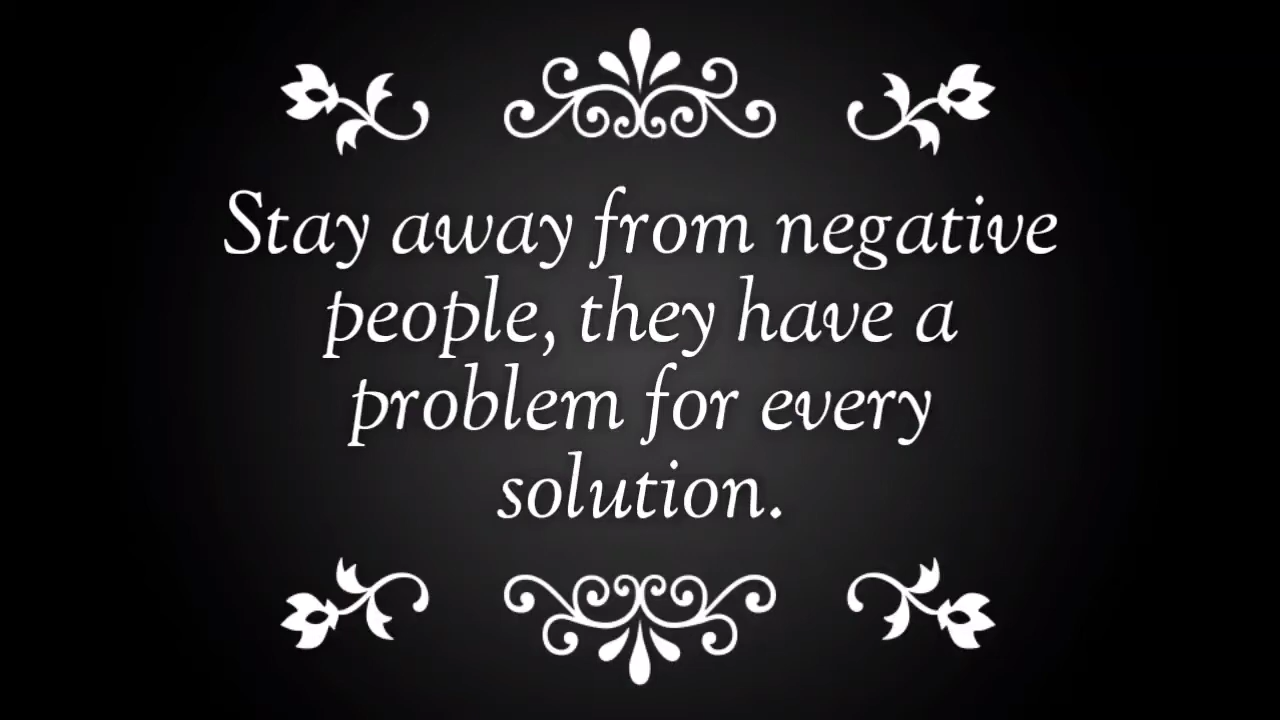 Stay away from negative
people, they have a
problem for every
solution.